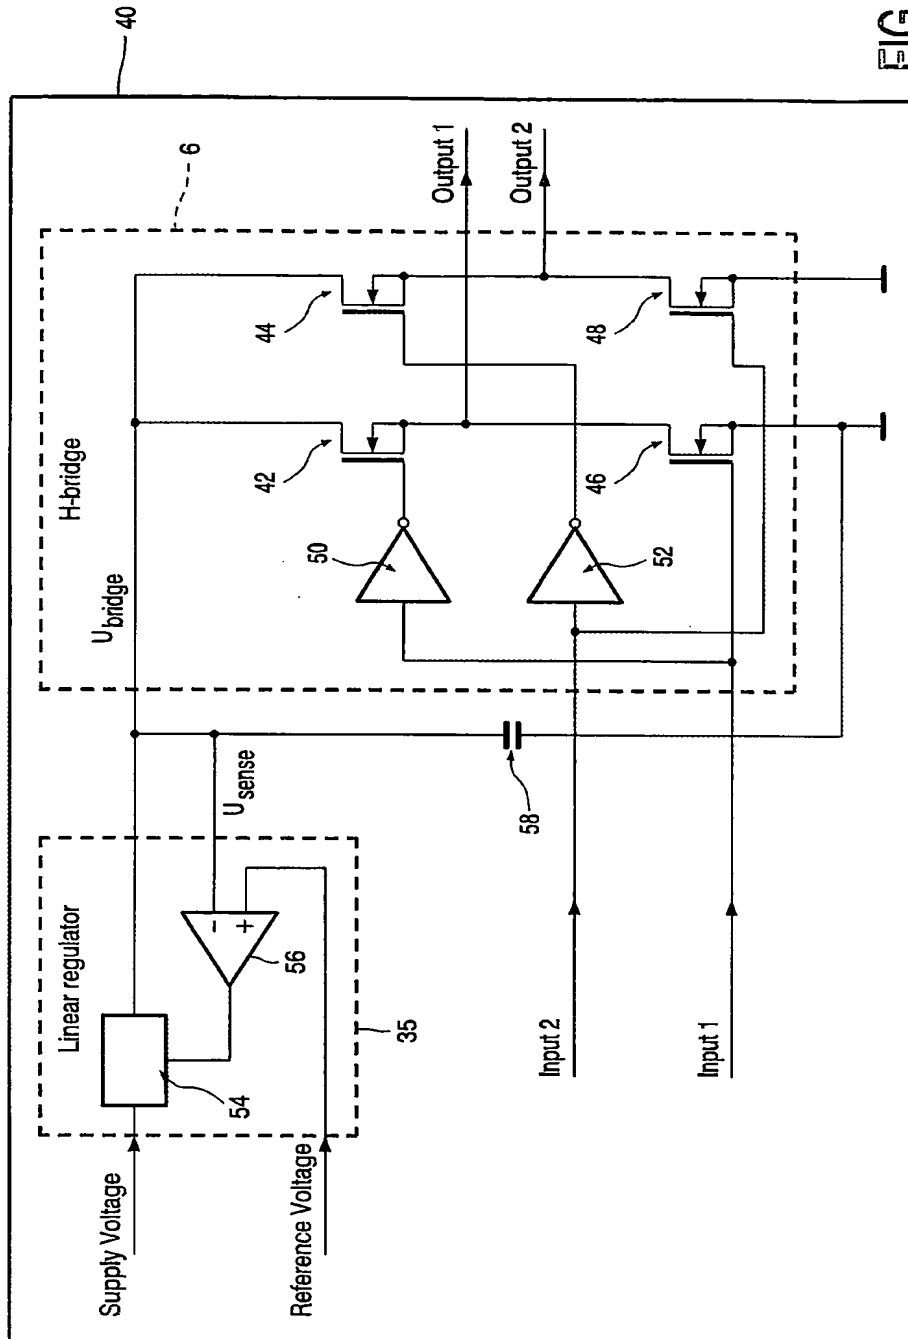 40
6
H-bridge
U bridge
44
42
Output 1
Output 2
50
52
48
46
U sense
58
Linear regulator
Supply Voltage
54
-
+
56
35
Reference Voltage
Input 2
Input 1
FIG